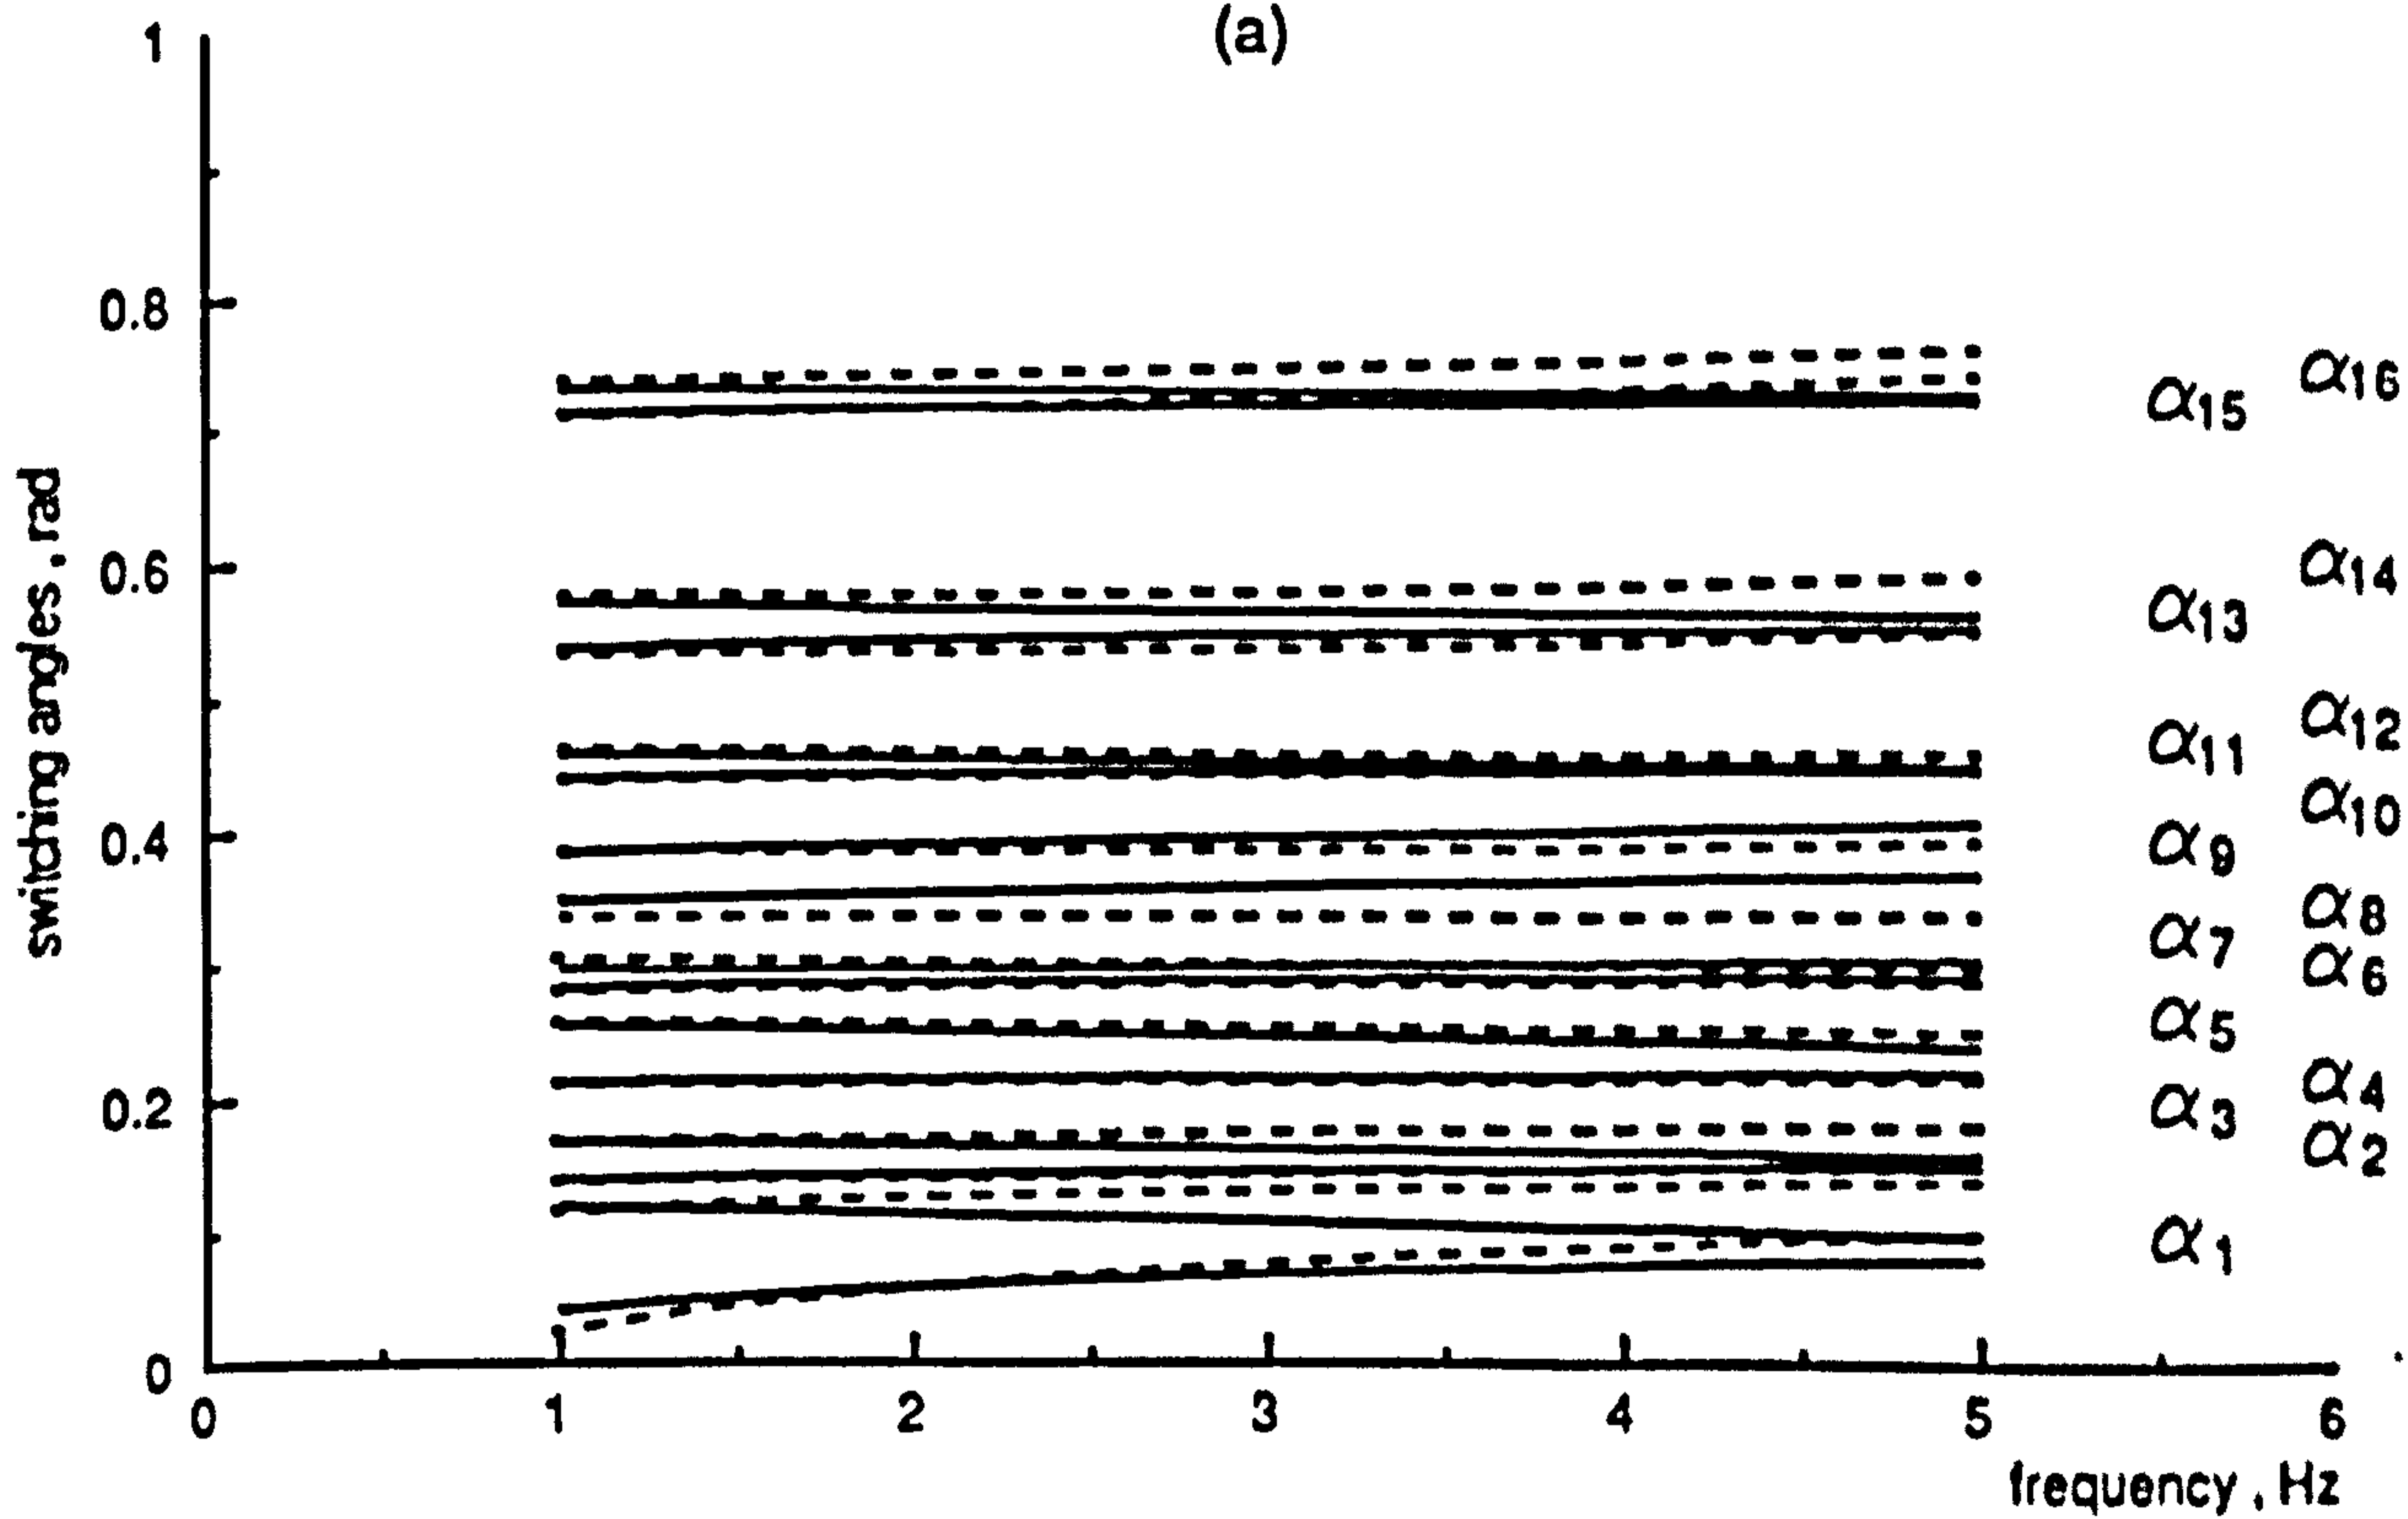 (a)
1
0.8
0.6
0.4
0.2
0
switching angles, rad
0 1 2 3 4 5 6
frequency, Hz
α16
α15
α14
α13
α12
α11
α10
α9
α8
α7
α6
α5
α4
α3
α2
α1